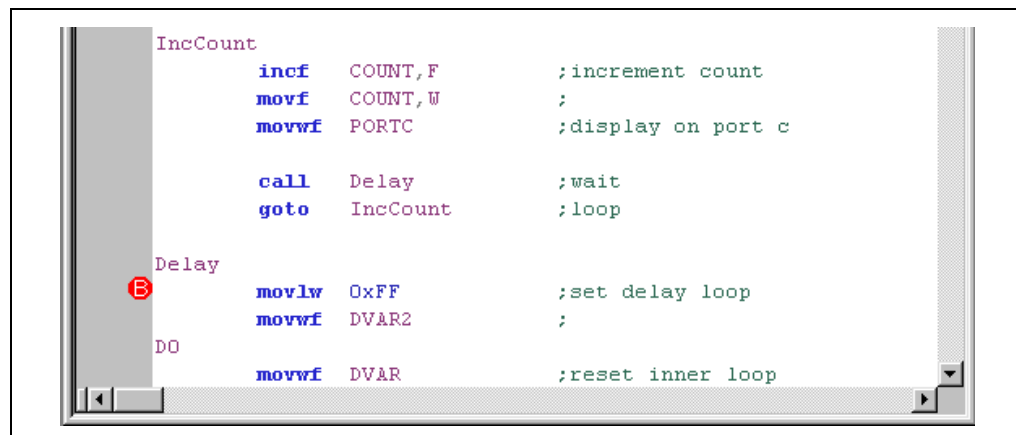 IncCount
incf COUNT,F ;increment count
movf COUNT,W ;
movwf PORTC ;display on port c
call Delay ;wait
goto IncCount ;loop
Delay
B movlw 0xFF ;set delay loop
movwf DVAR2 ;
DO
movwf DVAR ;reset inner loop